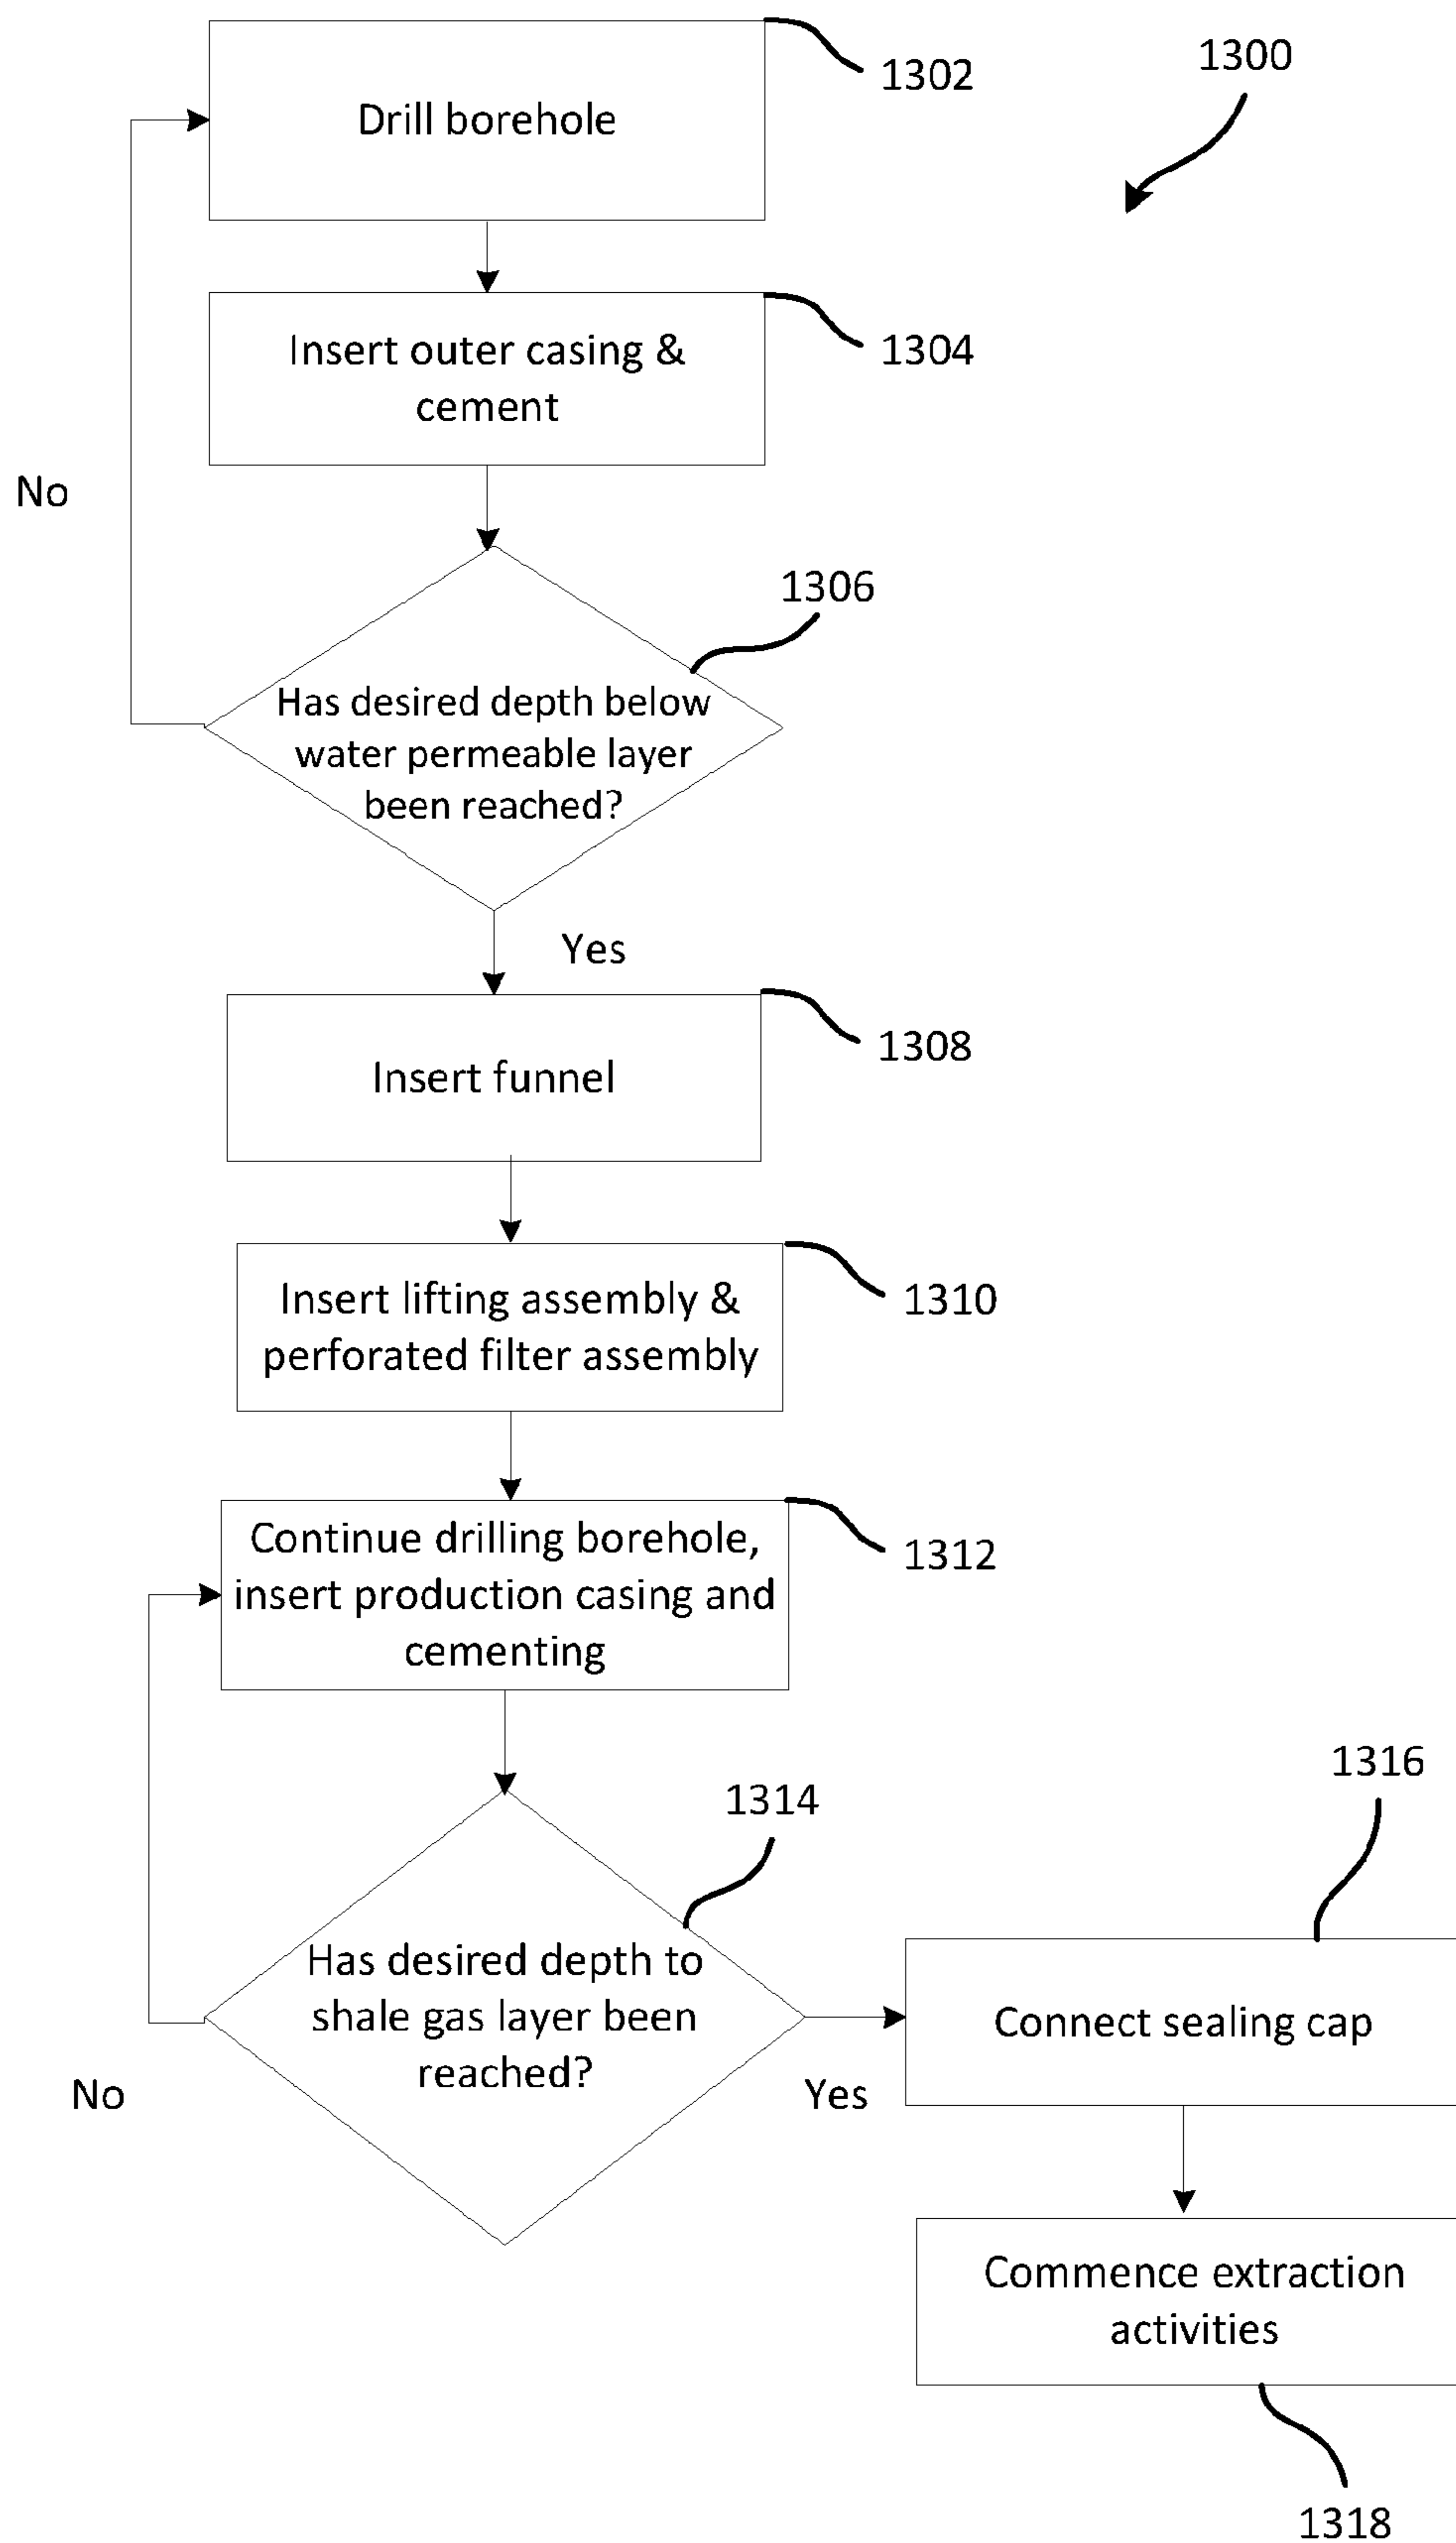 1302
1300
Drill borehole
Insert outer casing &
cement
1304
No
1306
Has desired depth below
water permeable layer
been reached?
Yes
1308
Insert funnel
Insert lifting assembly &
perforated filter assembly
1310
Continue drilling borehole,
insert production casing and
cementing
1312
1314
1316
Has desired depth to
shale gas layer been
reached?
No
Yes
Connect sealing cap
Commence extraction
activities
1318